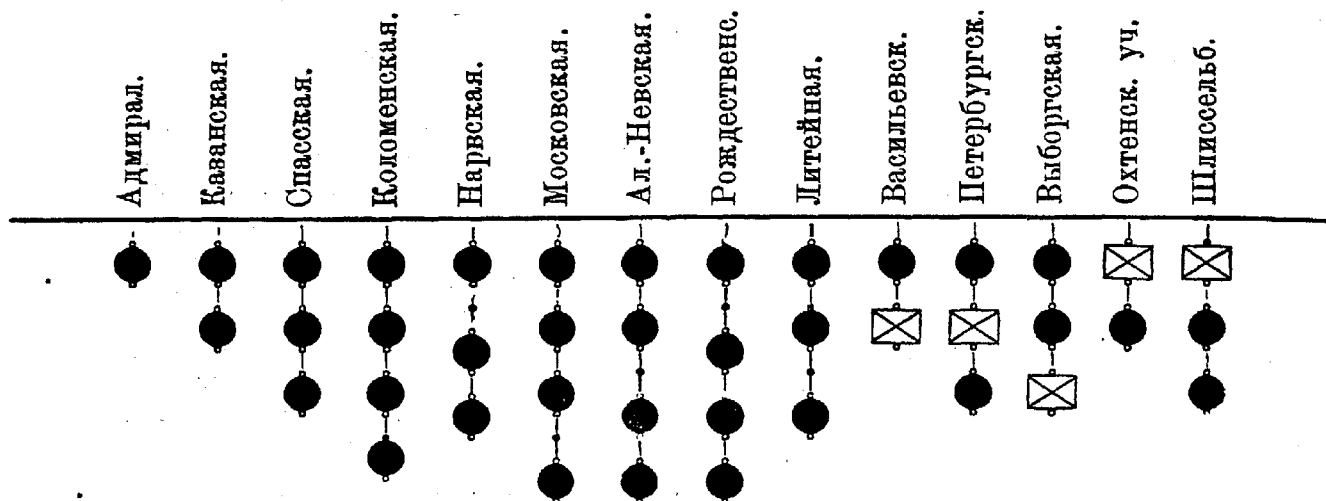 Адмирал.
Казанская.
Спасская.
Коломенская.
Нарвская.
Московская.
Ал.-Невская.
Рождественс.
Литейная.
Васильевск.
Петербургск.
Выборгская.
Охтенск. уч.
Шлиссельб.